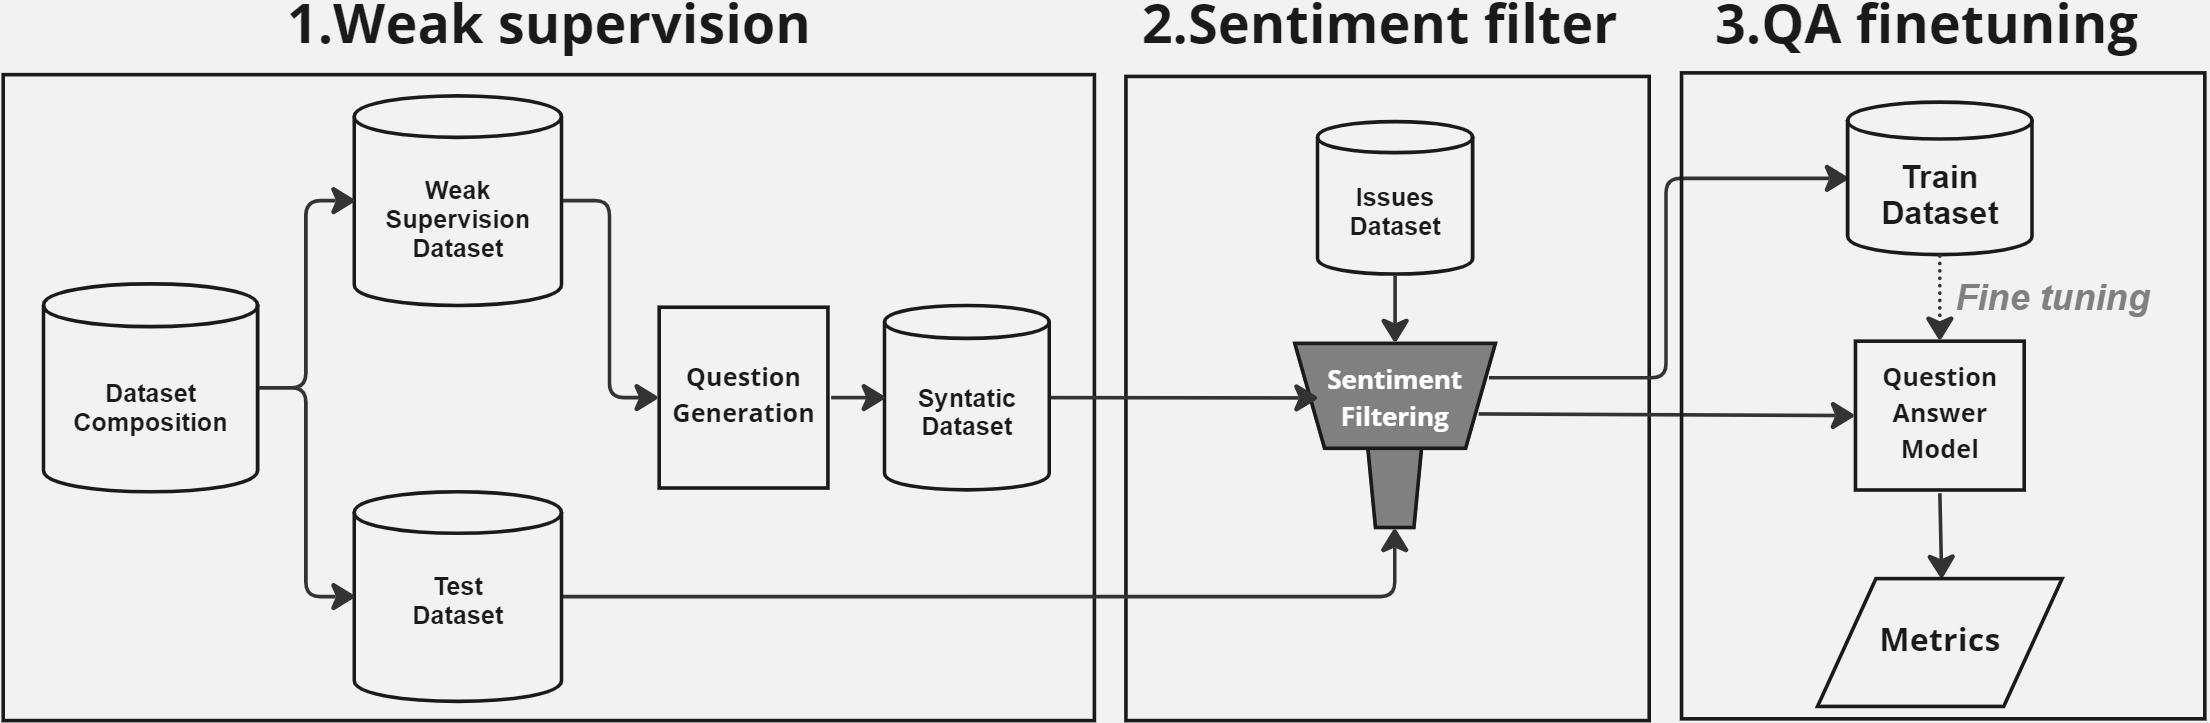 1.Weak supervision
2.Sentiment filter
3.QA finetuning
Dataset
Composition
Weak
Supervision
Dataset
Test
Dataset
Question
Generation
Syntatic
Dataset
Issues
Dataset
Sentiment
Filtering
Train
Dataset
Fine tuning
Question
Answer
Model
Metrics